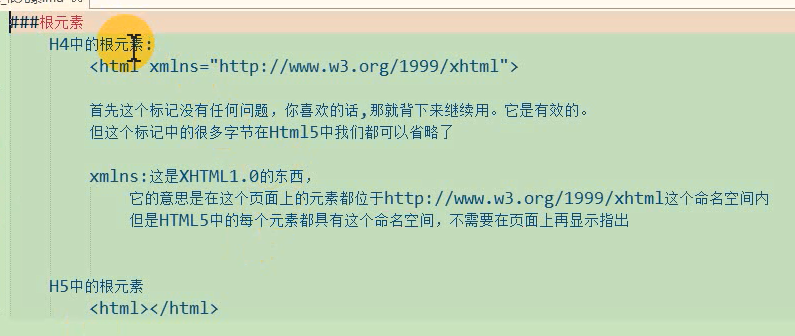 ###根元素
H4中的根元素:
<html xmlns="http://www.w3.org/1999/xhtml">
首先这个标记没有任何问题，你喜欢的话,那就背下来继续用。它是有效的。
但这个标记中的很多字节在Html5中我们都可以省略了
xmlns:这是XHTML1.0的东西，
它的意思是在这个页面上的元素都位于http://www.w3.org/1999/xhtml这个命名空间内
但是HTML5中的每个元素都具有这个命名空间，不需要在页面上再显示指出
H5中的根元素
<html></html>